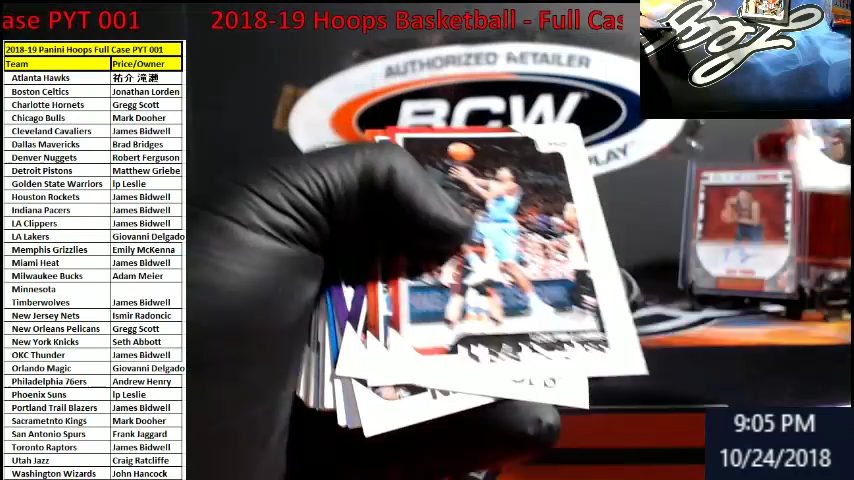 ase PYT 001
2018-19 Hoops Basketball - Full Cas
2018-19 Panini Hoops Full Case PYT 001
Team Price/Owner
Atlanta Hawks 祐介 滝瀬
Boston Celtics Jonathan Lorden
Charlotte Hornets Gregg Scott
Chicago Bulls Mark Dooher
Cleveland Cavaliers James Bidwell
Dallas Mavericks Brad Bridges
Denver Nuggets Robert Ferguson
Detroit Pistons Matthew Griebe
Golden State Warriors lp Leslie
Houston Rockets James Bidwell
Indiana Pacers James Bidwell
LA Clippers James Bidwell
LA Lakers Giovanni Delgado
Memphis Grizzlies Emily McKenna
Miami Heat James Bidwell
Milwaukee Bucks Adam Meier
Minnesota
Timberwolves James Bidwell
New Jersey Nets Ismir Radoncic
New Orleans Pelicans Gregg Scott
New York Knicks Seth Abbott
OKC Thunder James Bidwell
Orlando Magic Giovanni Delgado
Philadelphia 76ers Andrew Henry
Phoenix Suns lp Leslie
Portland Trail Blazers James Bidwell
Sacrametnto Kings Mark Dooher
San Antonio Spurs Frank Jaggard
Toronto Raptors James Bidwell
Utah Jazz Craig Ratcliffe
Washington Wizards John Hancock
AUTHORIZED RETAILER
BCW
PLAY
9:05 PM
10/24/2018